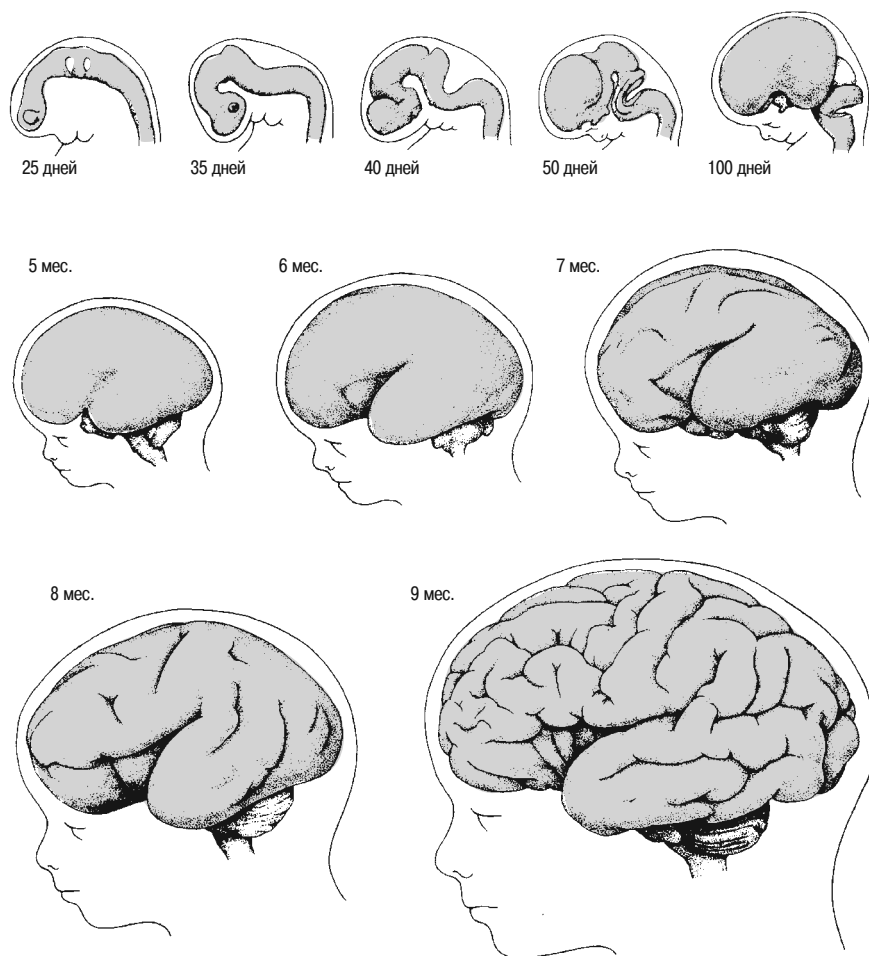 25 дней
35 дней
40 дней
50 дней
100 дней
5 мес.
6 мес.
7 мес.
8 мес.
9 мес.